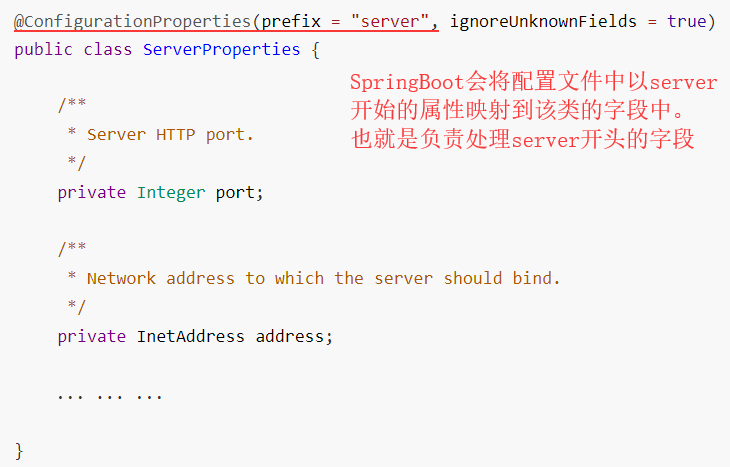 @ConfigurationProperties(prefix = "server", ignoreUnknownFields = true)
public class ServerProperties {
SpringBoot会将配置文件中以server
开始的属性映射到该类的字段中。
也就是负责处理server开头的字段
/**
* Server HTTP port.
*/
private Integer port;
/**
* Network address to which the server should bind.
*/
private InetAddress address;
... ... ...
}